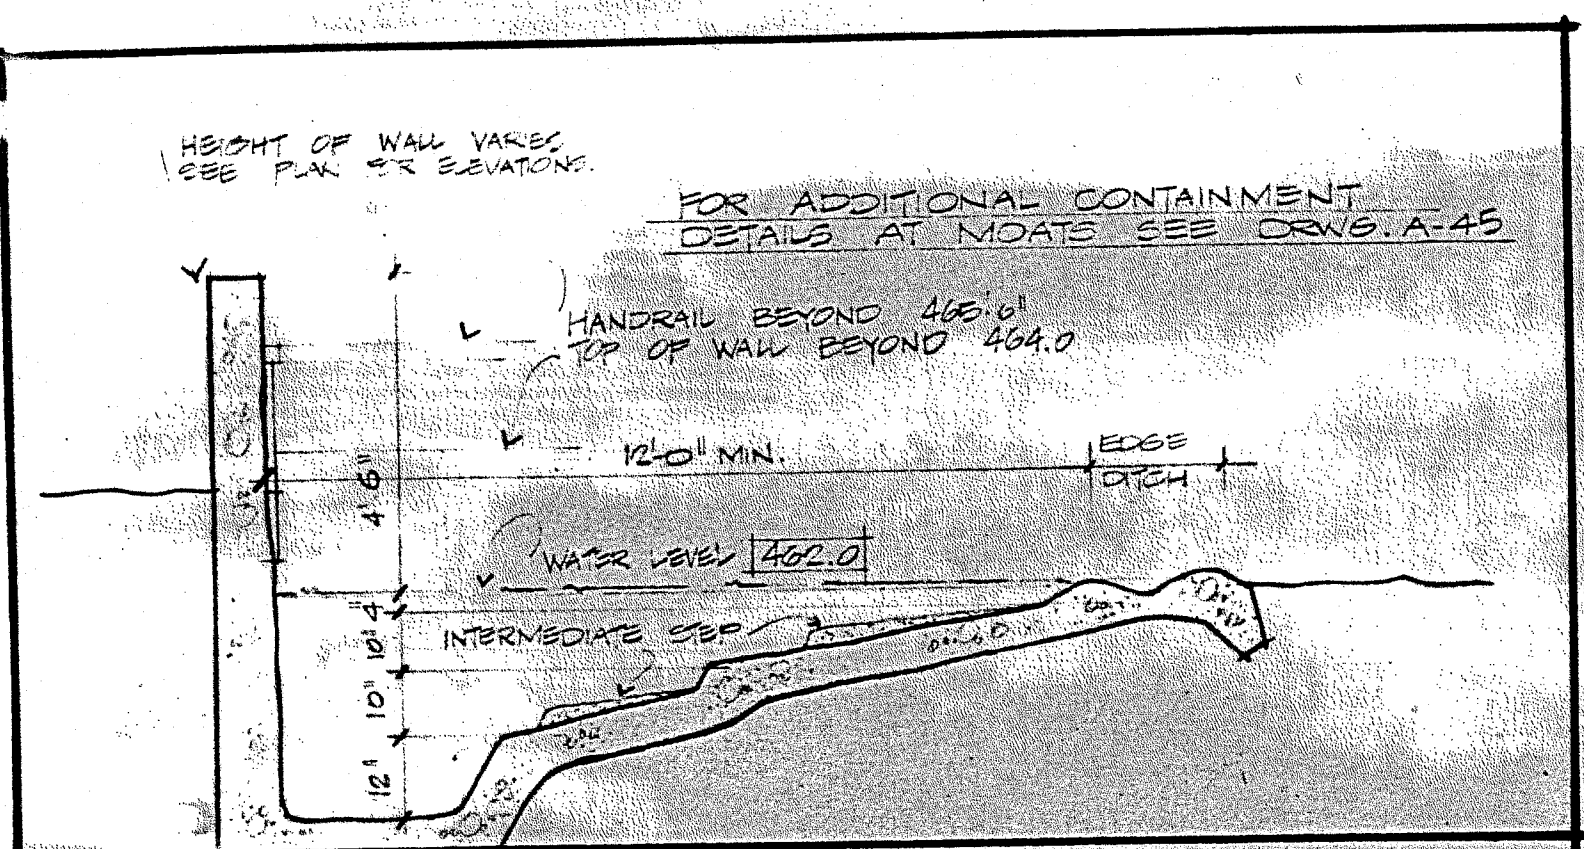 HEIGHT OF WALL VARIES
SEE PLAN FOR ELEVATIONS.
FOR ADDITIONAL CONTAINMENT
DETAILS AT MOATS SEE DRWG. A-45
HANDRAIL BEYOND 465'.6"
TOP OF WALL BEYOND 464.0
12'-0" MIN.
EDGE
DITCH
4'6"
WATER LEVEL 462.0
4"
10"
INTERMEDIATE STEP
10"
12"